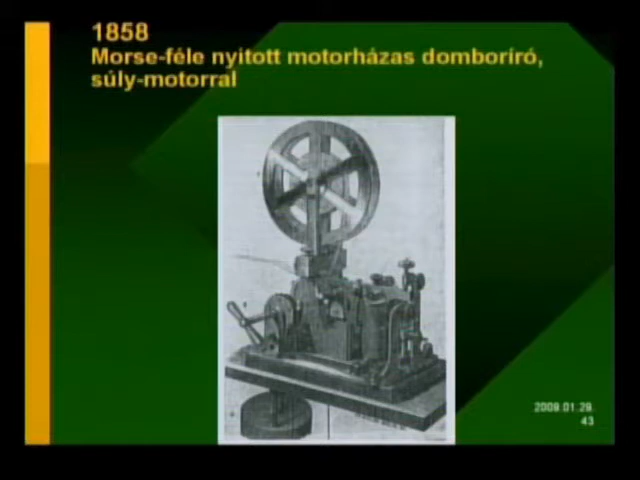 1858
Morse-féle nyitott motorházas domboríró,
súly-motorral
2009.01.29.
43